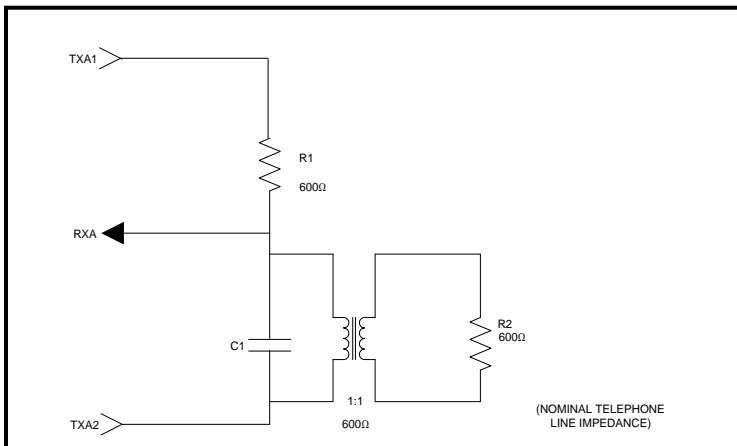 TXA1
R1
600Ω
RXA
C1
R2
600Ω
1:1
600Ω
TXA2
(NOMINAL TELEPHONE
LINE IMPEDANCE)